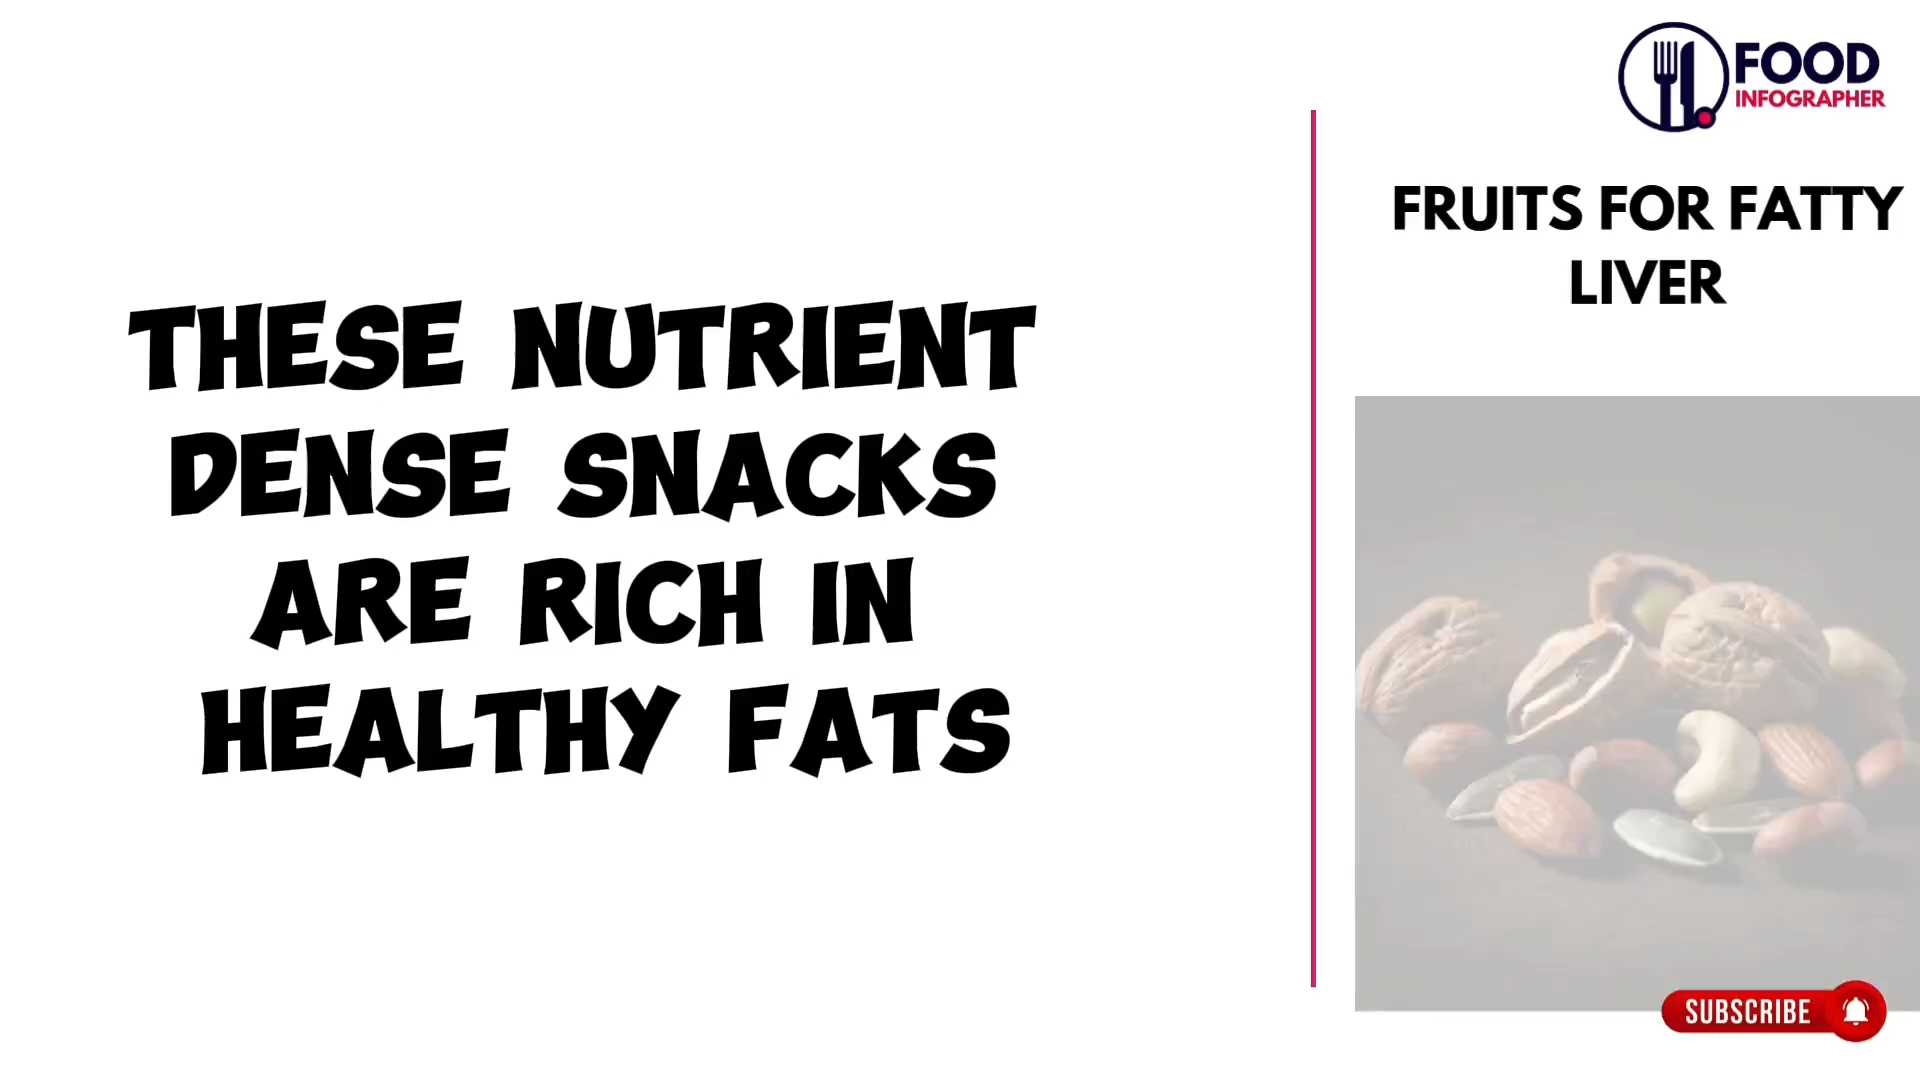 FOOD
INFOGRAPHER
FRUITS FOR FATTY
LIVER
THESE NUTRIENT
DENSE SNACKS
ARE RICH IN
HEALTHY FATS
SUBSCRIBE